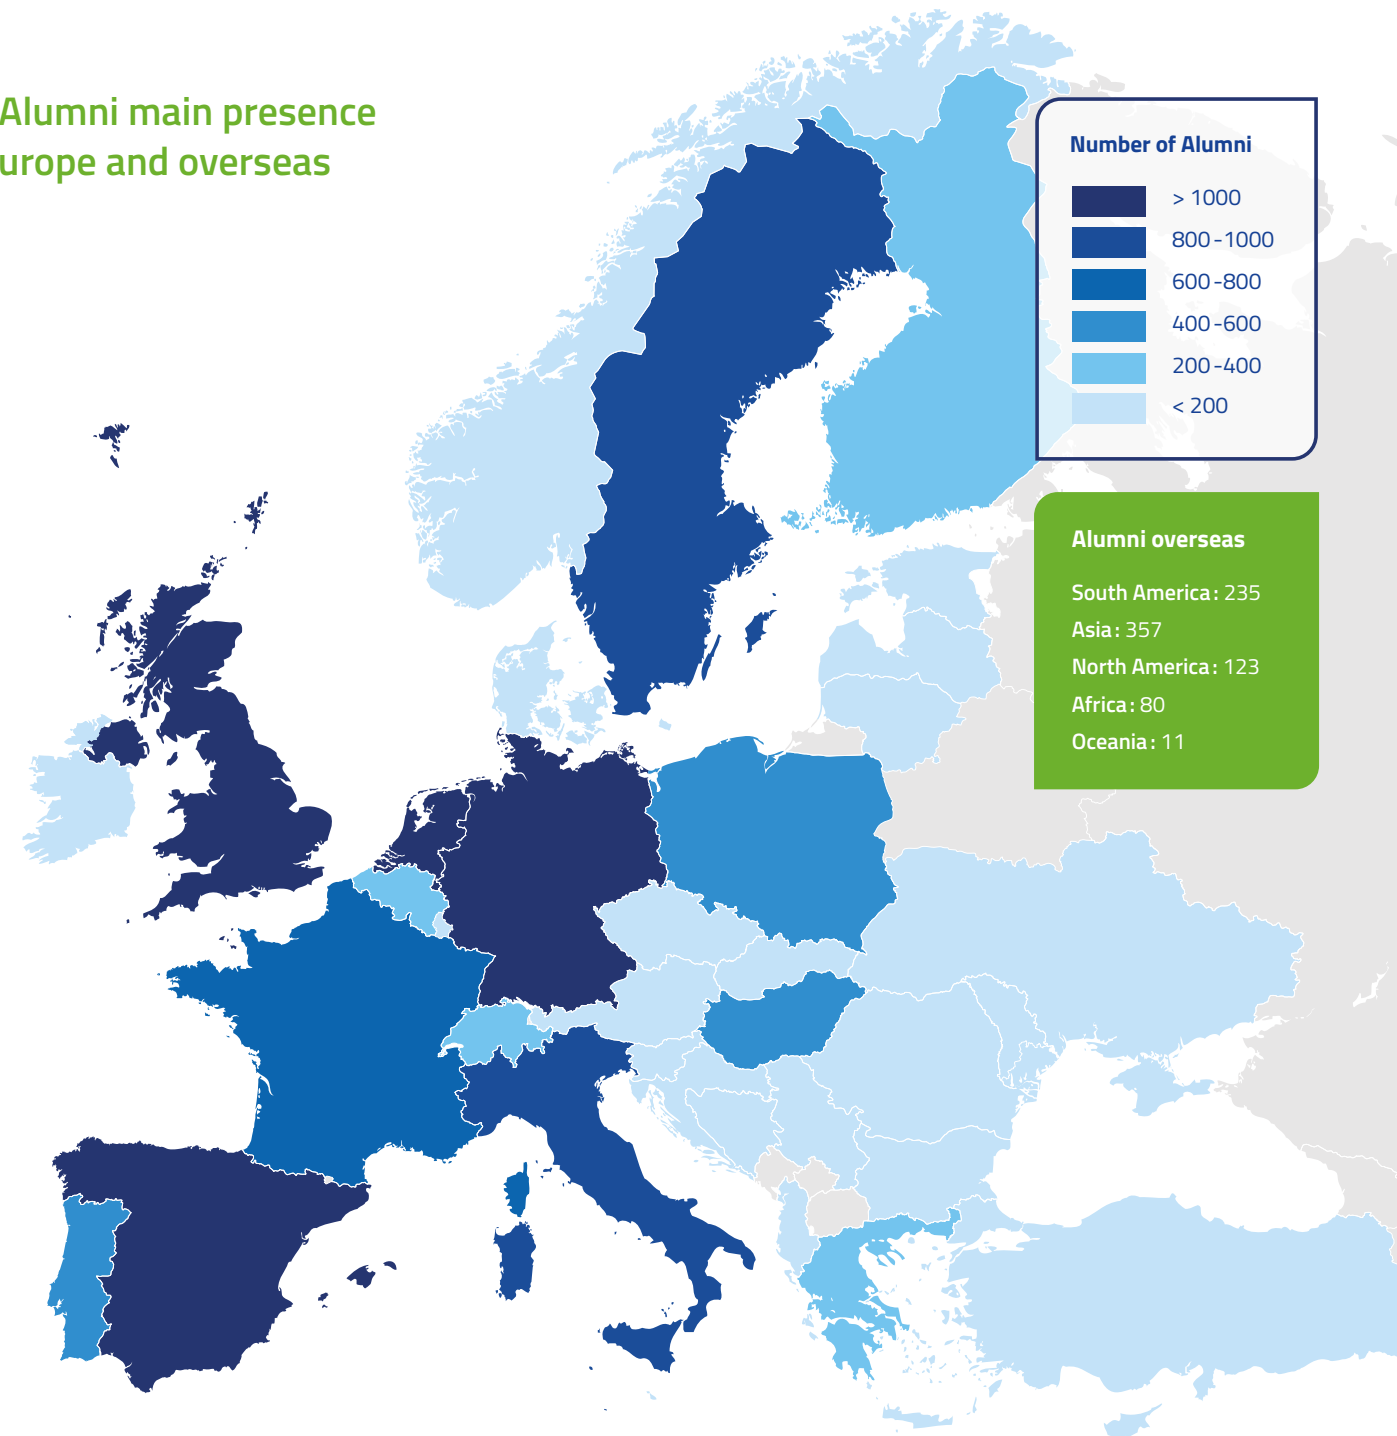 Alumni main presence
urope and overseas
Number of Alumni
> 1000
800-1000
600-800
400-600
200-400
< 200
Alumni overseas
South America: 235
Asia: 357
North America: 123
Africa: 80
Oceania: 11